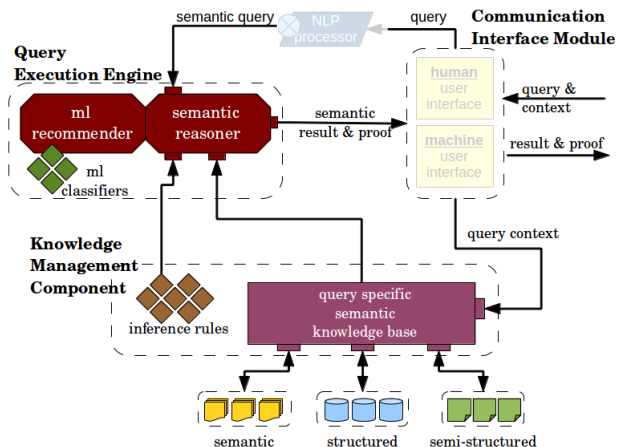 semantic query
NLP
processor
query
Communication
Interface Module
Query
Execution Engine
human
user
interface
query &
context
ml
recommender
semantic
reasoner
semantic
result & proof
machine
user
interface
result & proof
ml
classifiers
query context
Knowledge
Management
Component
query specific
semantic
knowledge base
inference rules
semantic
structured
semi-structured